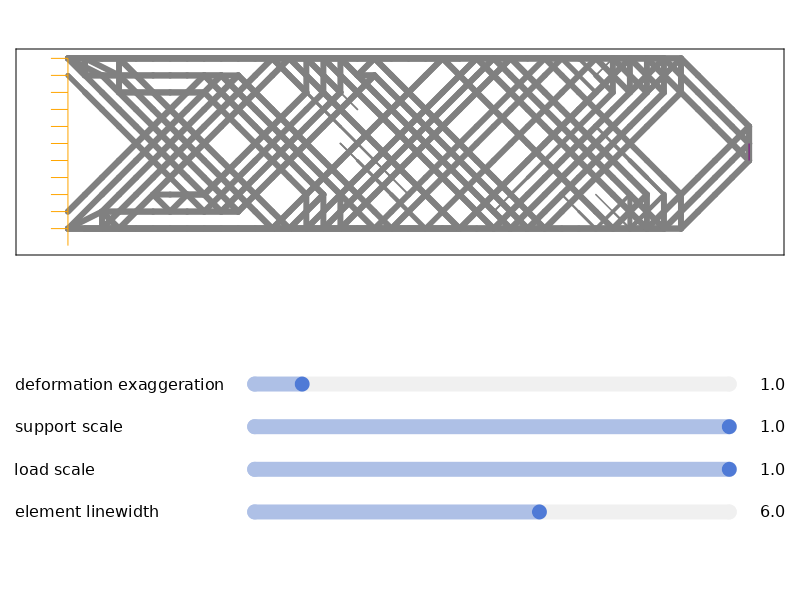 deformation exaggeration 1.0
support scale 1.0
load scale 1.0
element linewidth 6.0